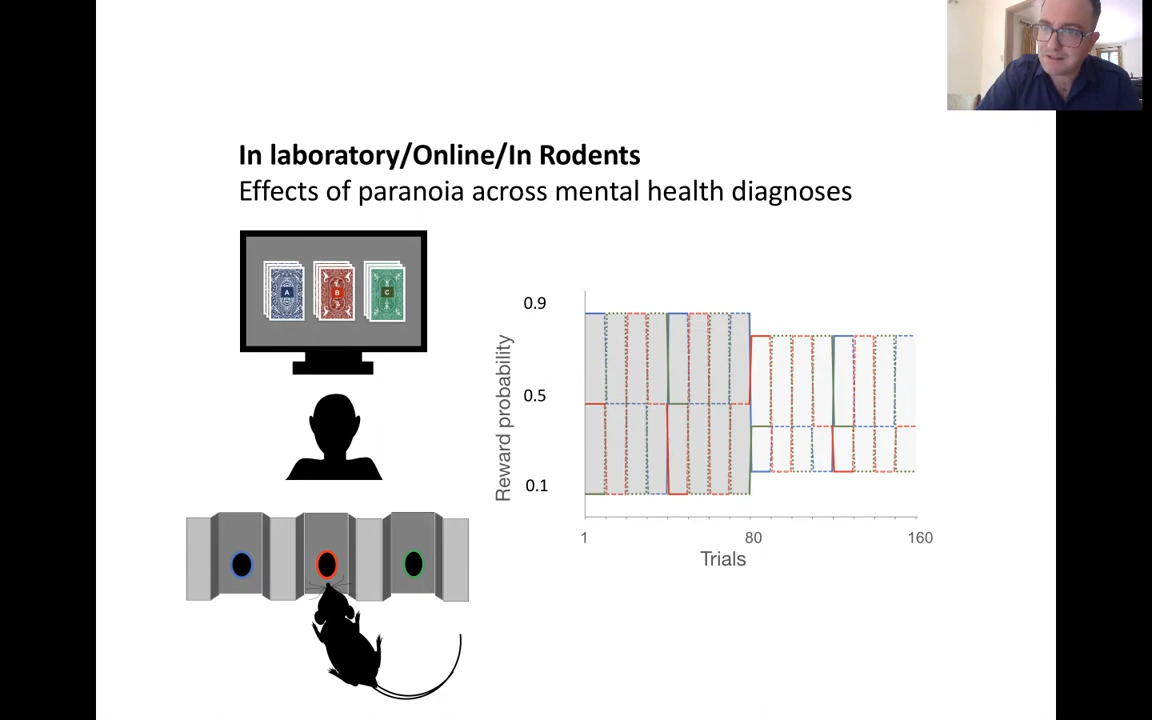 In laboratory/Online/In Rodents
Effects of paranoia across mental health diagnoses
A B C
0.9
0.5
0.1
Reward probability
1 80 160
Trials